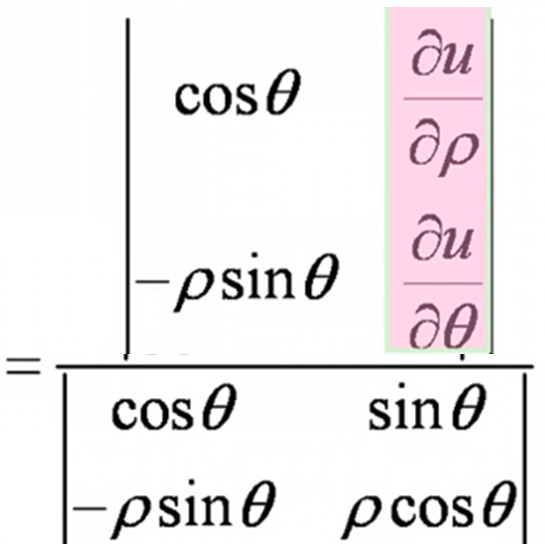 cosθ ∂u/∂ρ
−ρsinθ ∂u/∂θ
=
cosθ sinθ
−ρsinθ ρcosθ